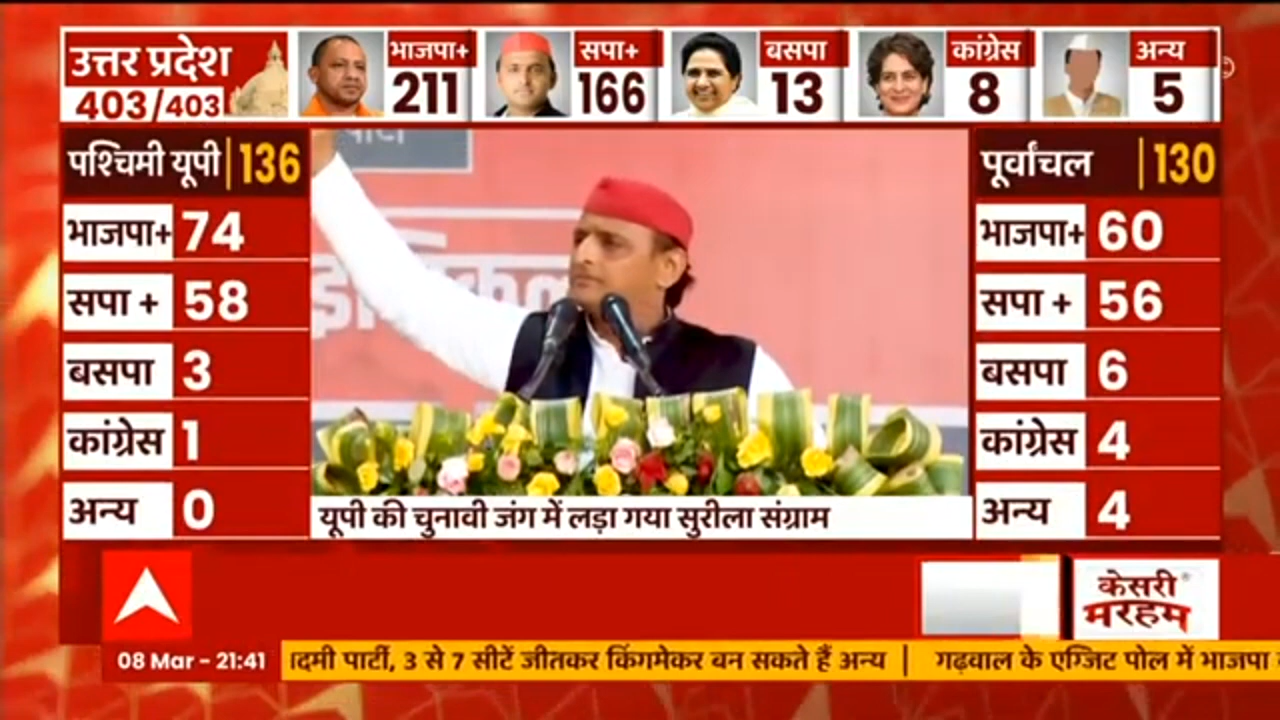 उत्तर प्रदेश
403/403
भाजपा+
211
सपा+
166
बसपा
13
कांग्रेस
8
अन्य
5
पश्चिमी यूपी 136
भाजपा+ 74
सपा + 58
बसपा 3
कांग्रेस 1
अन्य 0
पूर्वांचल 130
भाजपा+ 60
सपा + 56
बसपा 6
कांग्रेस 4
अन्य 4
यूपी की चुनावी जंग में लड़ा गया सुरीला संग्राम
केसरी
मरहम
08 Mar - 21:41
दमी पार्टी, 3 से 7 सीटें जीतकर किंगमेकर बन सकते हैं अन्य | गढ़वाल के एग्जिट पोल में भाजपा